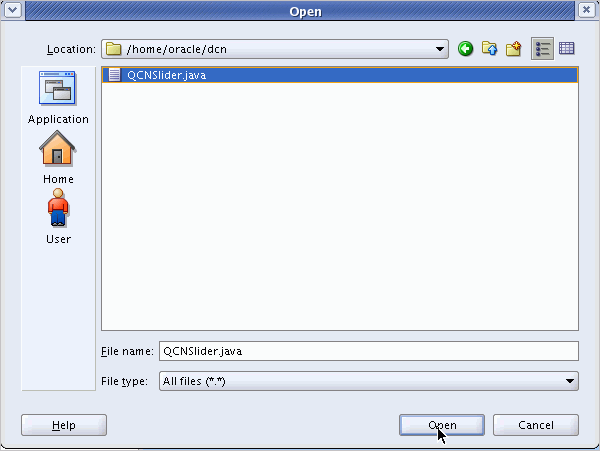 Open
Location: /home/oracle/dcn
QCNSlider.java
Application
Home
User
File name: QCNSlider.java
File type: All files (*.*)
Help Open Cancel